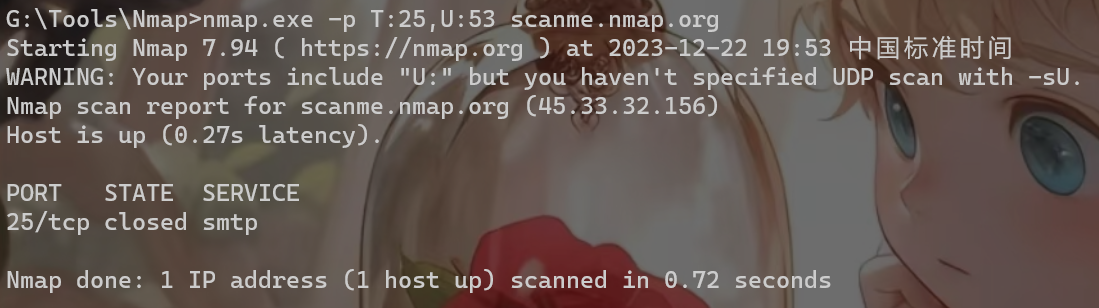 G:\Tools\Nmap>nmap.exe -p T:25,U:53 scanme.nmap.org
Starting Nmap 7.94 ( https://nmap.org ) at 2023-12-22 19:53 中国标准时间
WARNING: Your ports include "U:" but you haven't specified UDP scan with -sU.
Nmap scan report for scanme.nmap.org (45.33.32.156)
Host is up (0.27s latency).

PORT   STATE  SERVICE
25/tcp closed smtp

Nmap done: 1 IP address (1 host up) scanned in 0.72 seconds